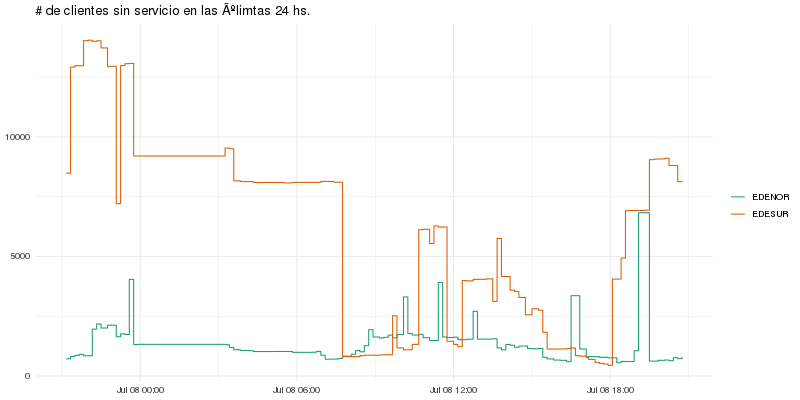 # de clientes sin servicio en las Ãºlimtas 24 hs.
10000
5000
0
Jul 08 00:00
Jul 08 06:00
Jul 08 12:00
Jul 08 18:00
EDENOR
EDESUR